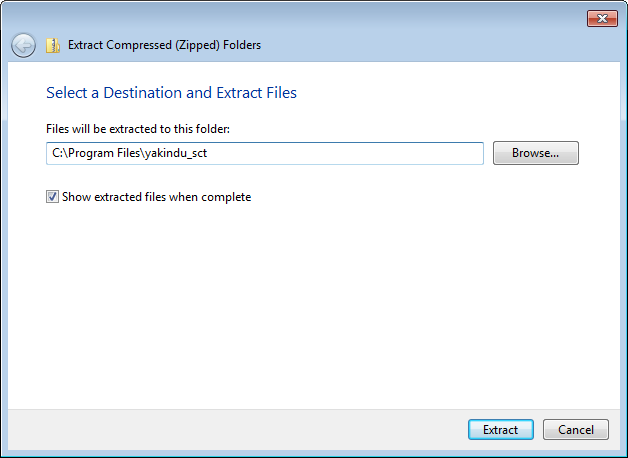 Extract Compressed (Zipped) Folders
Select a Destination and Extract Files
Files will be extracted to this folder:
C:\Program Files\yakindu_sct
Browse...
Show extracted files when complete
Extract
Cancel